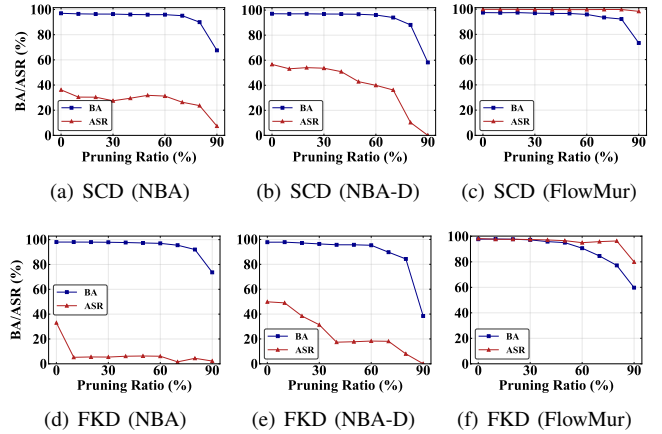 100
80
60
40
20
0
BA/ASR (%)
BA
ASR
0 30 60 90
Pruning Ratio (%)
(a) SCD (NBA)
100
80
60
40
20
0
BA
ASR
0 30 60 90
Pruning Ratio (%)
(b) SCD (NBA-D)
100
80
60
40
20
0
BA
ASR
0 30 60 90
Pruning Ratio (%)
(c) SCD (FlowMur)
100
80
60
40
20
0
BA/ASR (%)
BA
ASR
0 30 60 90
Pruning Ratio (%)
(d) FKD (NBA)
100
80
60
40
20
0
BA
ASR
0 30 60 90
Pruning Ratio (%)
(e) FKD (NBA-D)
100
80
60
40
20
0
BA
ASR
0 30 60 90
Pruning Ratio (%)
(f) FKD (FlowMur)